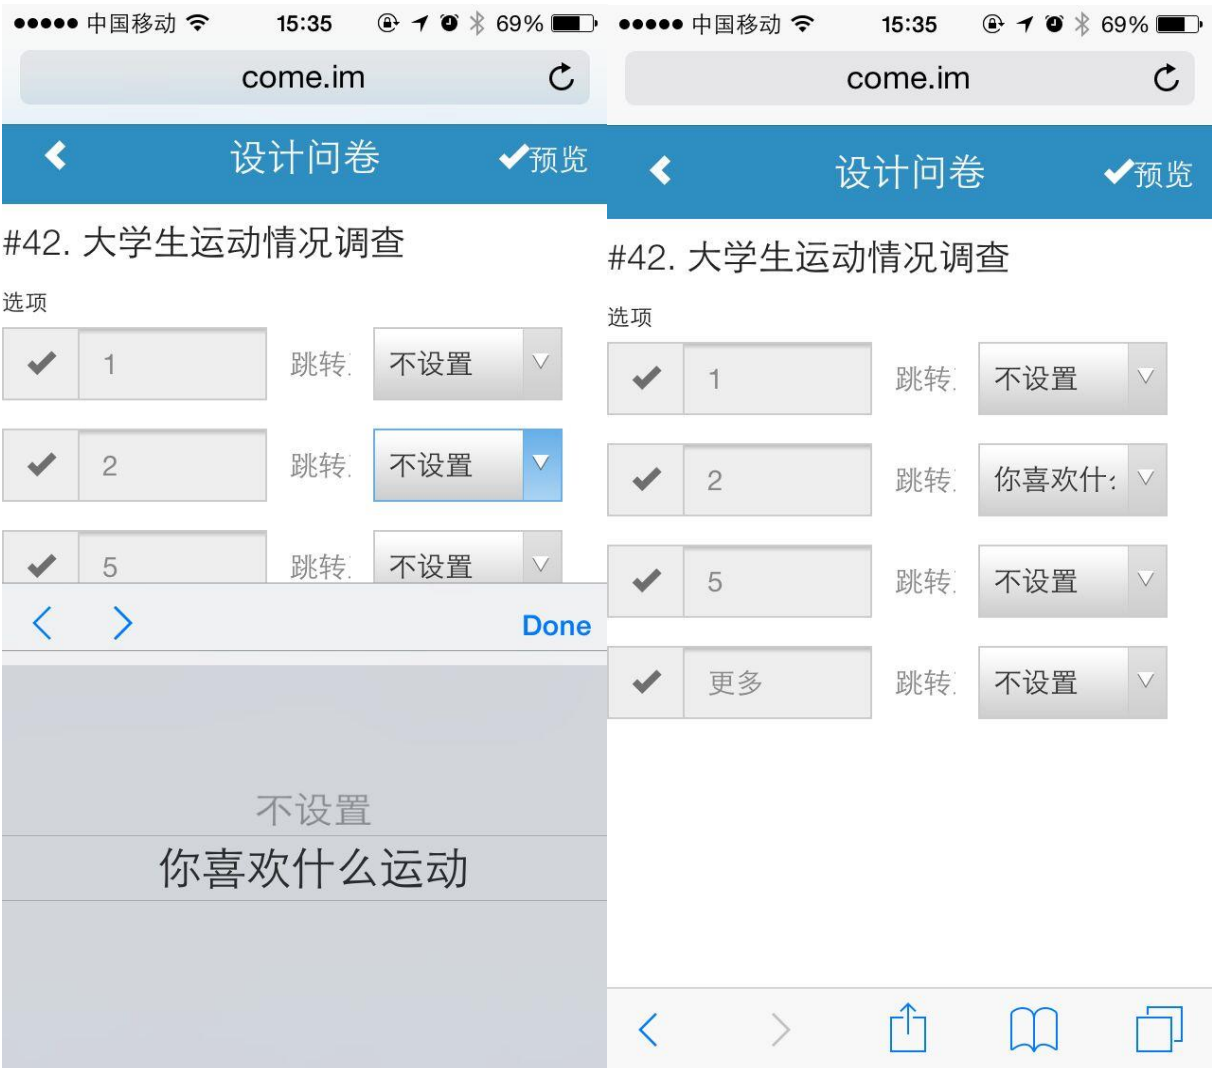 中国移动 15:35 69%
come.im
设计问卷 预览
#42. 大学生运动情况调查
选项
1 跳转 不设置
2 跳转 不设置
5 跳转 不设置
Done
不设置
你喜欢什么运动
中国移动 15:35 69%
come.im
设计问卷 预览
#42. 大学生运动情况调查
选项
1 跳转 不设置
2 跳转 你喜欢什
5 跳转 不设置
更多 跳转 不设置